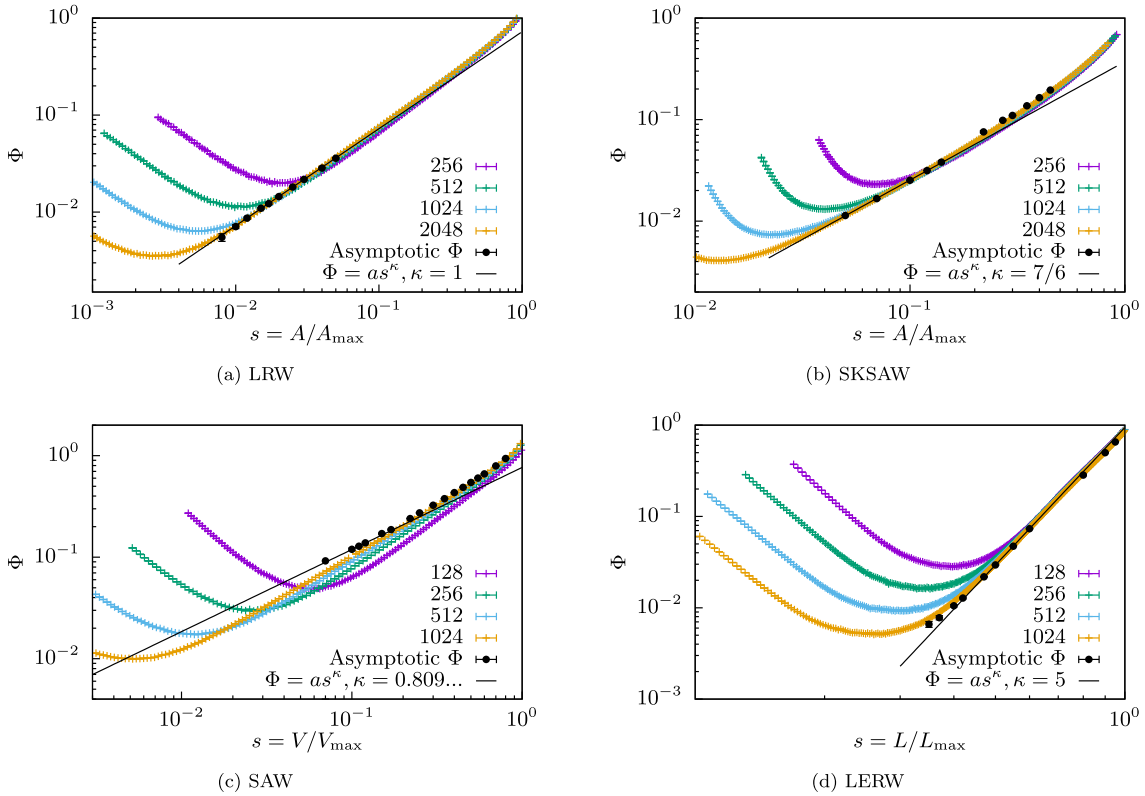 10^0
10^-1
10^-2
10^-3
10^-2
10^-1
10^0
Φ
s = A/A_max
256
512
1024
2048
Asymptotic Φ
Φ = as^κ, κ = 1
(a) LRW
10^0
10^-1
10^-2
10^-2
10^-1
10^0
Φ
s = A/A_max
256
512
1024
2048
Asymptotic Φ
Φ = as^κ, κ = 7/6
(b) SKSAW
10^0
10^-1
10^-2
10^-2
10^-1
10^0
Φ
s = V/V_max
128
256
512
1024
Asymptotic Φ
Φ = as^κ, κ = 0.809...
(c) SAW
10^0
10^-1
10^-2
10^-3
10^0
Φ
s = L/L_max
128
256
512
1024
Asymptotic Φ
Φ = as^κ, κ = 5
(d) LERW